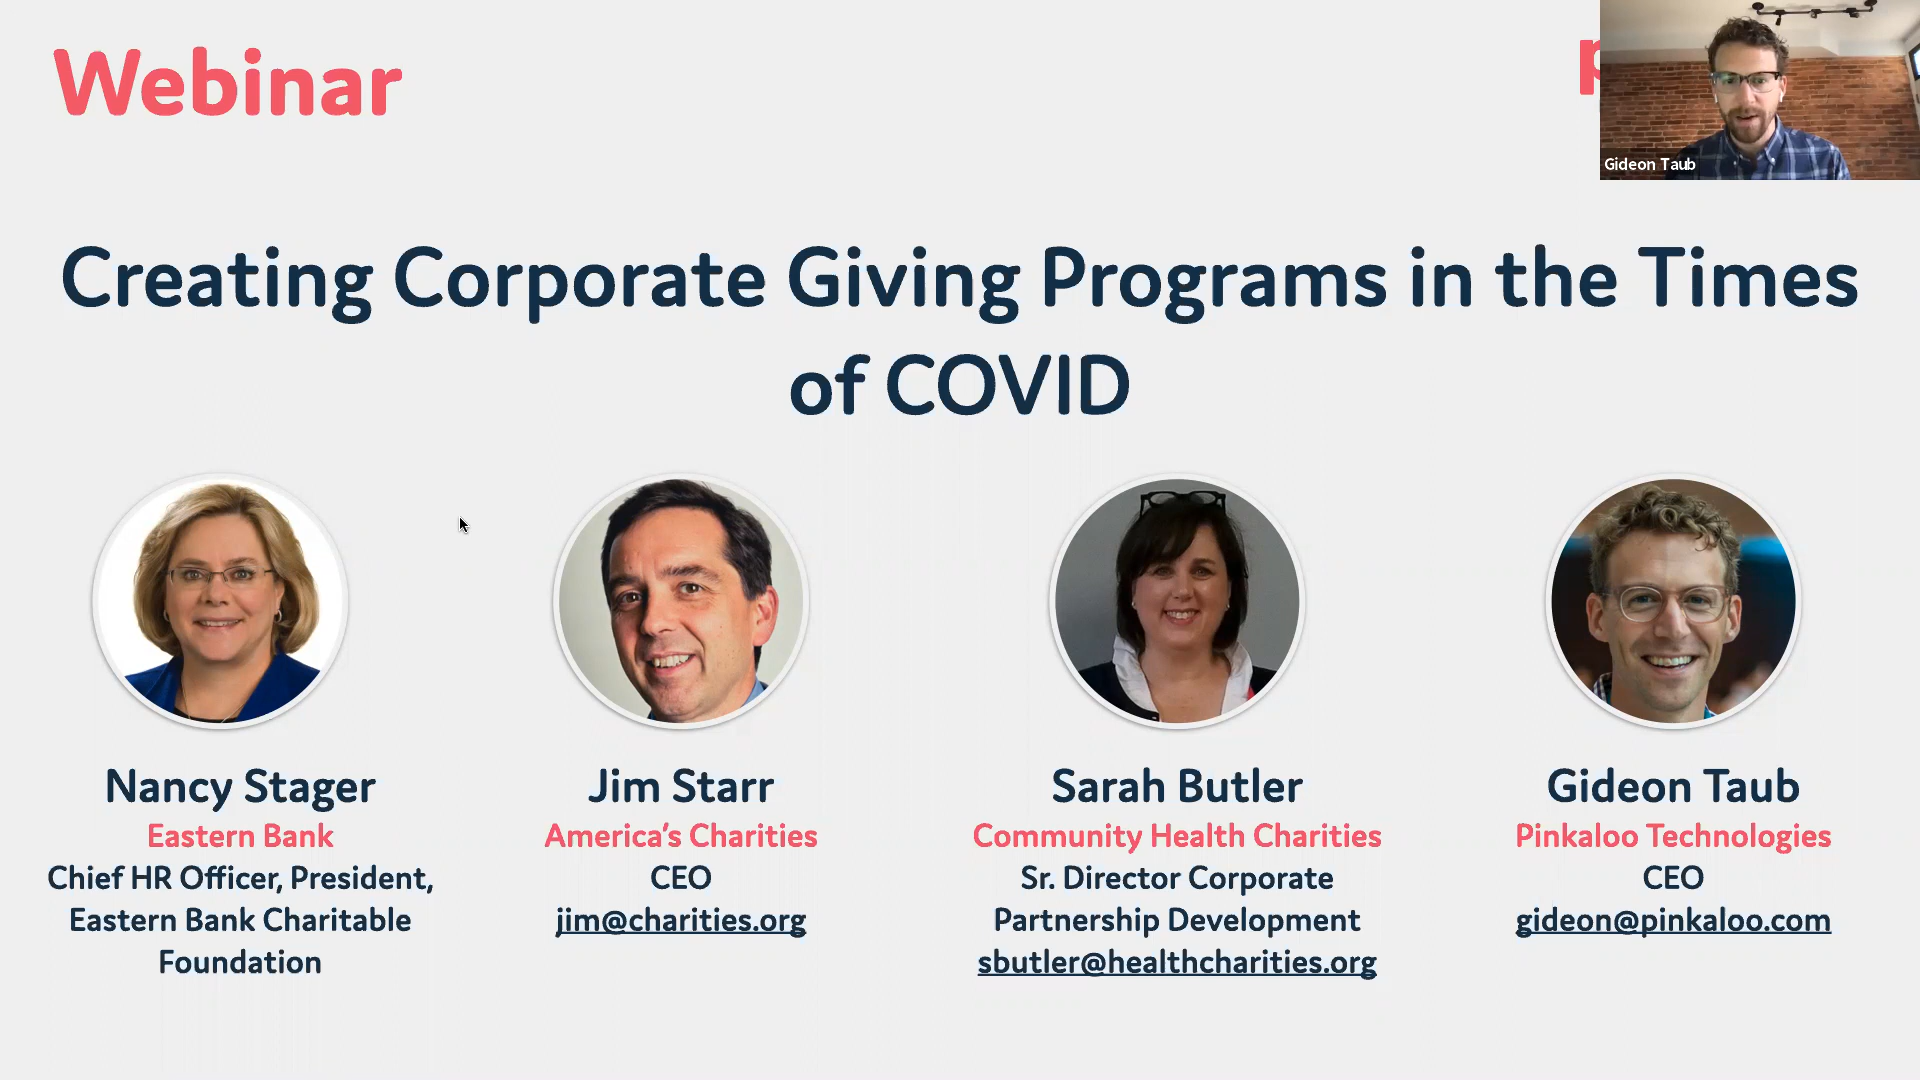 Webinar
p
Gideon Taub
Creating Corporate Giving Programs in the Times
of COVID
Nancy Stager
Eastern Bank
Chief HR Officer, President,
Eastern Bank Charitable
Foundation
Jim Starr
America's Charities
CEO
jim@charities.org
Sarah Butler
Community Health Charities
Sr. Director Corporate
Partnership Development
sbutler@healthcharities.org
Gideon Taub
Pinkaloo Technologies
CEO
gideon@pinkaloo.com